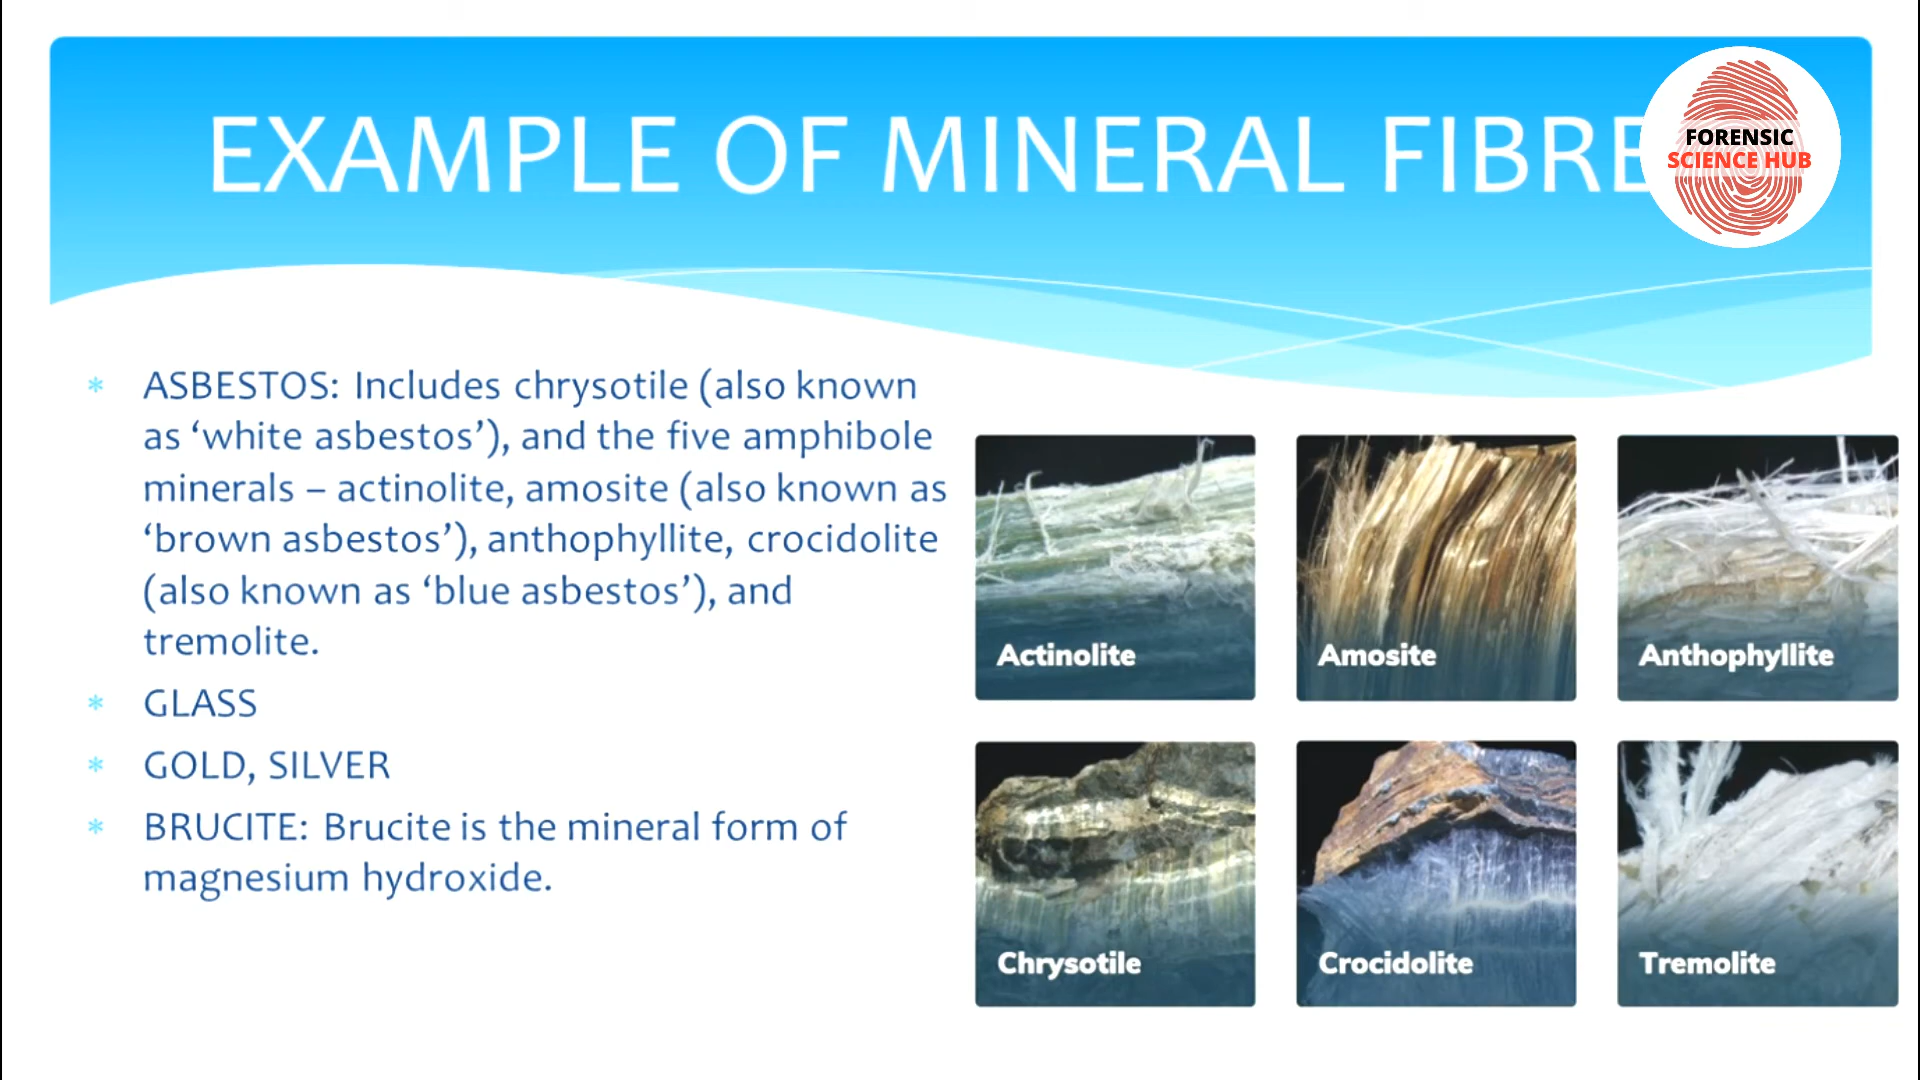 EXAMPLE OF MINERAL FIBRE
FORENSIC
SCIENCE HUB
* ASBESTOS: Includes chrysotile (also known
as ‘white asbestos’), and the five amphibole
minerals – actinolite, amosite (also known as
‘brown asbestos’), anthophyllite, crocidolite
(also known as ‘blue asbestos’), and
tremolite.
* GLASS
* GOLD, SILVER
* BRUCITE: Brucite is the mineral form of
magnesium hydroxide.
Actinolite
Amosite
Anthophyllite
Chrysotile
Crocidolite
Tremolite